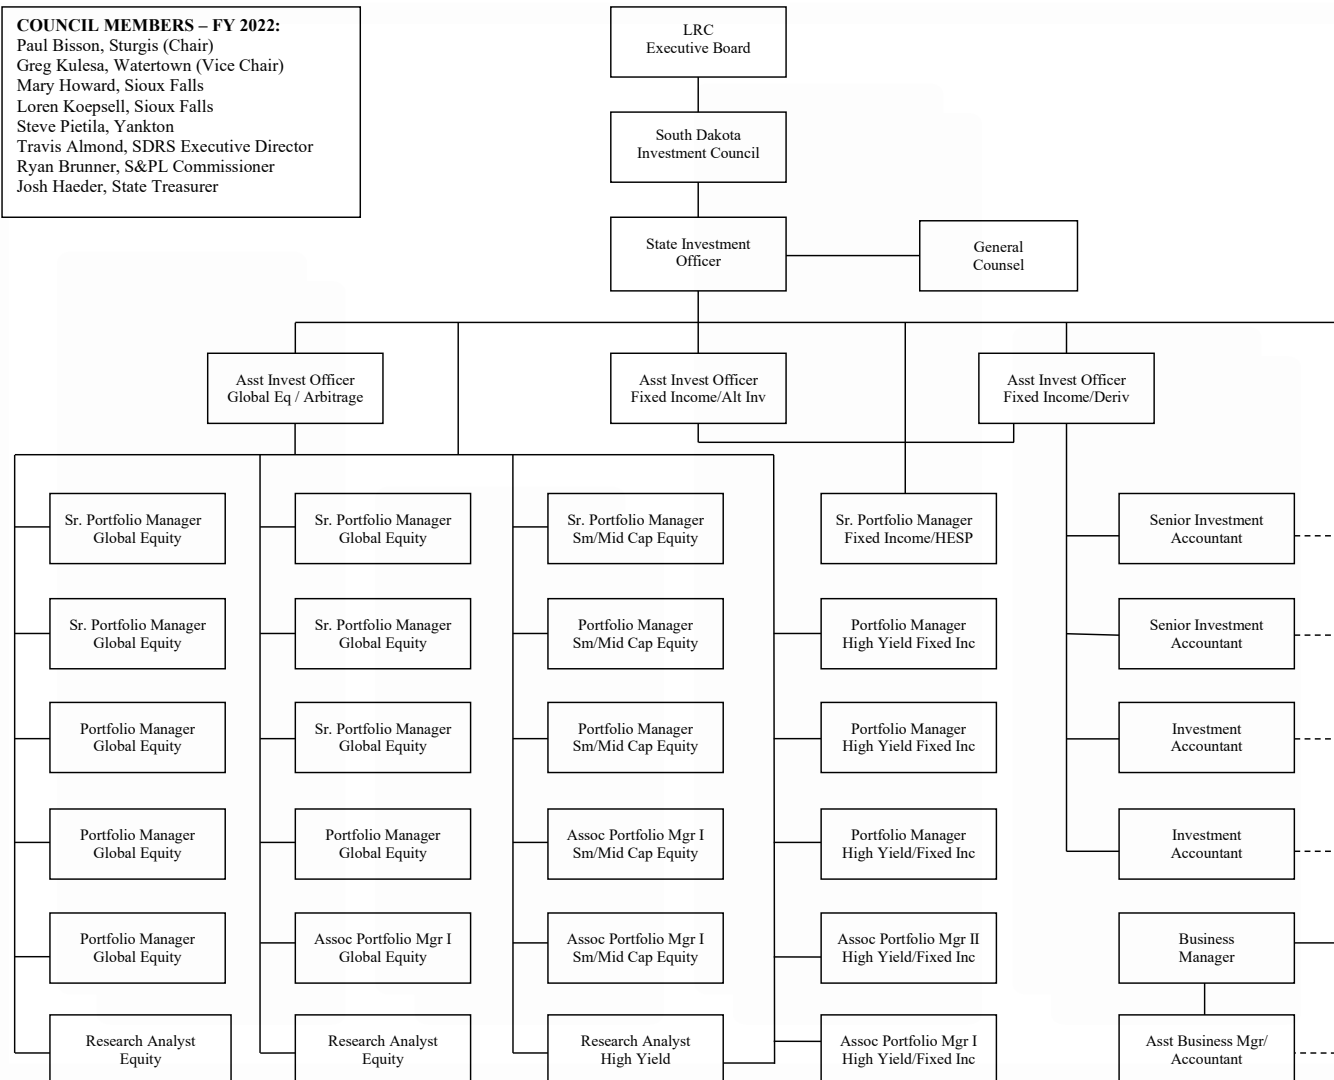 COUNCIL MEMBERS – FY 2022:
Paul Bisson, Sturgis (Chair)
Greg Kulesa, Watertown (Vice Chair)
Mary Howard, Sioux Falls
Loren Koepsell, Sioux Falls
Steve Pietila, Yankton
Travis Almond, SDRS Executive Director
Ryan Brunner, S&PL Commissioner
Josh Haeder, State Treasurer
LRC
Executive Board
South Dakota
Investment Council
State Investment
Officer
General
Counsel
Asst Invest Officer
Global Eq / Arbitrage
Asst Invest Officer
Fixed Income/Alt Inv
Asst Invest Officer
Fixed Income/Deriv
Sr. Portfolio Manager
Global Equity
Sr. Portfolio Manager
Global Equity
Sr. Portfolio Manager
Sm/Mid Cap Equity
Sr. Portfolio Manager
Fixed Income/HESP
Senior Investment
Accountant
Sr. Portfolio Manager
Global Equity
Sr. Portfolio Manager
Global Equity
Portfolio Manager
Sm/Mid Cap Equity
Portfolio Manager
High Yield Fixed Inc
Senior Investment
Accountant
Portfolio Manager
Global Equity
Sr. Portfolio Manager
Global Equity
Portfolio Manager
Sm/Mid Cap Equity
Portfolio Manager
High Yield Fixed Inc
Investment
Accountant
Portfolio Manager
Global Equity
Portfolio Manager
Global Equity
Assoc Portfolio Mgr I
Sm/Mid Cap Equity
Portfolio Manager
High Yield/Fixed Inc
Investment
Accountant
Portfolio Manager
Global Equity
Assoc Portfolio Mgr I
Global Equity
Assoc Portfolio Mgr I
Sm/Mid Cap Equity
Assoc Portfolio Mgr II
High Yield/Fixed Inc
Business
Manager
Research Analyst
Equity
Research Analyst
Equity
Research Analyst
High Yield
Assoc Portfolio Mgr I
High Yield/Fixed Inc
Asst Business Mgr/
Accountant